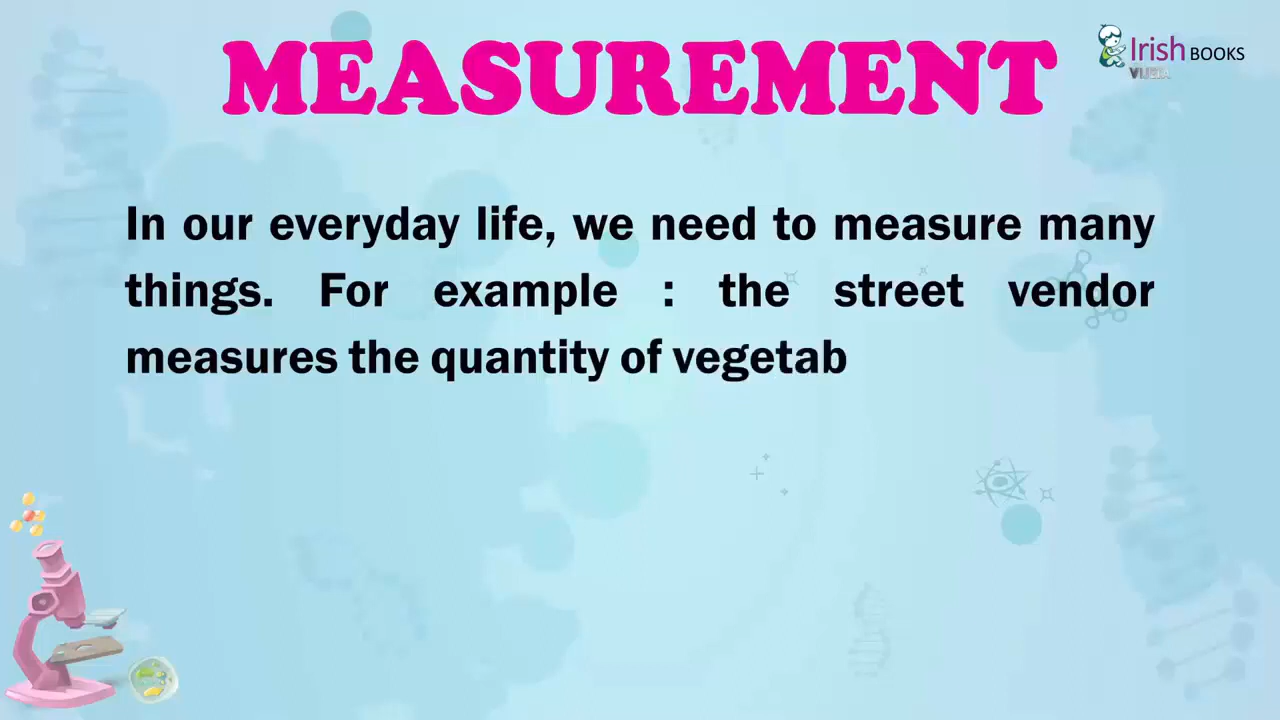 MEASUREMENT
Irish BOOKS
In our everyday life, we need to measure many
things. For example : the street vendor
measures the quantity of vegetab